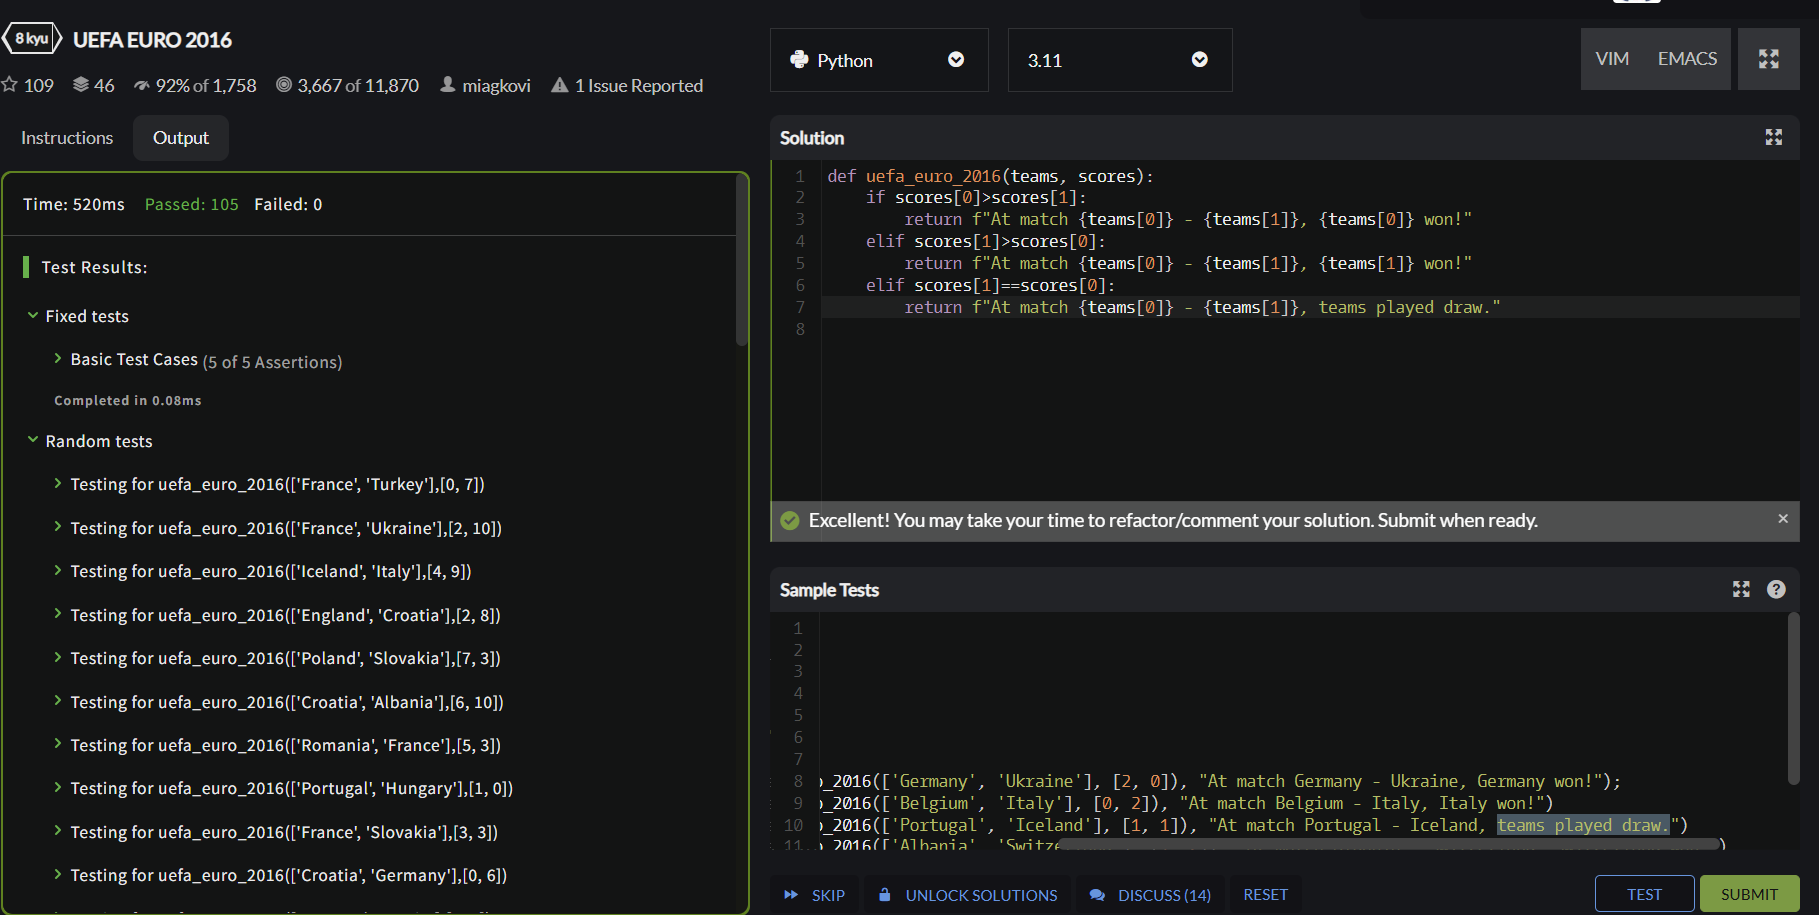 8 kyu UEFA EURO 2016
109 46 92% of 1,758 3,667 of 11,870 miagkovi 1 Issue Reported
Instructions Output
Time: 520ms Passed: 105 Failed: 0
Test Results:
Fixed tests
Basic Test Cases (5 of 5 Assertions)
Completed in 0.08ms
Random tests
Testing for uefa_euro_2016(['France', 'Turkey'],[0, 7])
Testing for uefa_euro_2016(['France', 'Ukraine'],[2, 10])
Testing for uefa_euro_2016(['Iceland', 'Italy'],[4, 9])
Testing for uefa_euro_2016(['England', 'Croatia'],[2, 8])
Testing for uefa_euro_2016(['Poland', 'Slovakia'],[7, 3])
Testing for uefa_euro_2016(['Croatia', 'Albania'],[6, 10])
Testing for uefa_euro_2016(['Romania', 'France'],[5, 3])
Testing for uefa_euro_2016(['Portugal', 'Hungary'],[1, 0])
Testing for uefa_euro_2016(['France', 'Slovakia'],[3, 3])
Testing for uefa_euro_2016(['Croatia', 'Germany'],[0, 6])
Python 3.11 VIM EMACS
Solution
1 def uefa_euro_2016(teams, scores):
2 if scores[0]>scores[1]:
3 return f"At match {teams[0]} - {teams[1]}, {teams[0]} won!"
4 elif scores[1]>scores[0]:
5 return f"At match {teams[0]} - {teams[1]}, {teams[1]} won!"
6 elif scores[1]==scores[0]:
7 return f"At match {teams[0]} - {teams[1]}, teams played draw."
8
Excellent! You may take your time to refactor/comment your solution. Submit when ready.
Sample Tests
1
2
3
4
5
6
7
8 _2016(['Germany', 'Ukraine'], [2, 0]), "At match Germany - Ukraine, Germany won!");
9 _2016(['Belgium', 'Italy'], [0, 2]), "At match Belgium - Italy, Italy won!")
10 _2016(['Portugal', 'Iceland'], [1, 1]), "At match Portugal - Iceland, teams played draw.")
11 _2016(['Albania'
SKIP UNLOCK SOLUTIONS DISCUSS (14) RESET TEST SUBMIT